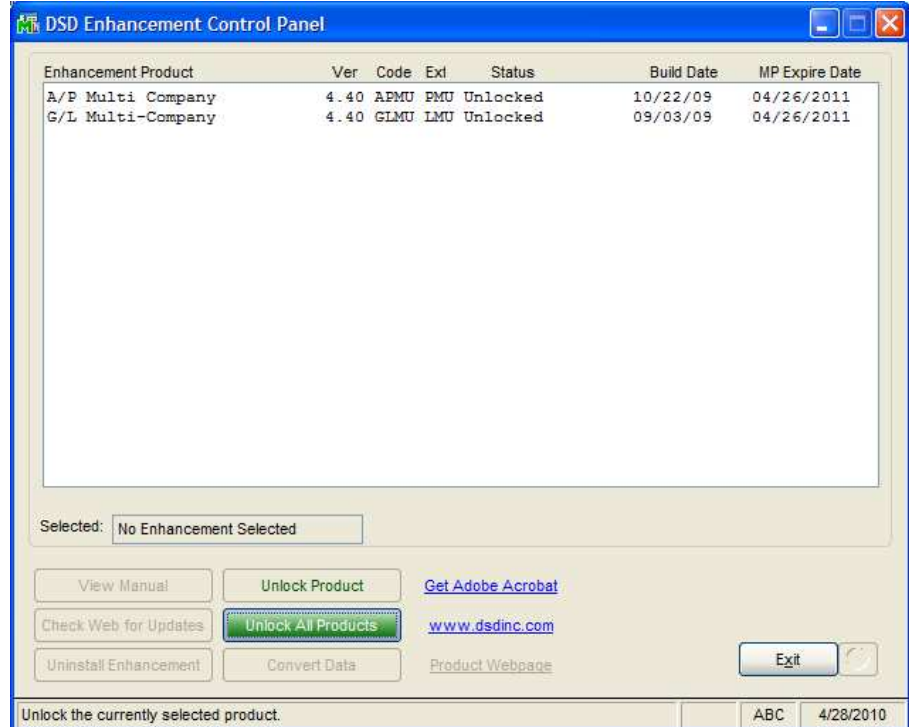 DSD Enhancement Control Panel
Enhancement Product Ver Code Ext Status Build Date MP Expire Date
A/P Multi Company 4.40 APMU PMU Unlocked 10/22/09 04/26/2011
G/L Multi-Company 4.40 GLMU LMU Unlocked 09/03/09 04/26/2011
Selected: No Enhancement Selected
View Manual Unlock Product Get Adobe Acrobat
Check Web for Updates Unlock All Products www.dsdinc.com
Uninstall Enhancement Convert Data Product Webpage Exit
Unlock the currently selected product. ABC 4/28/2010